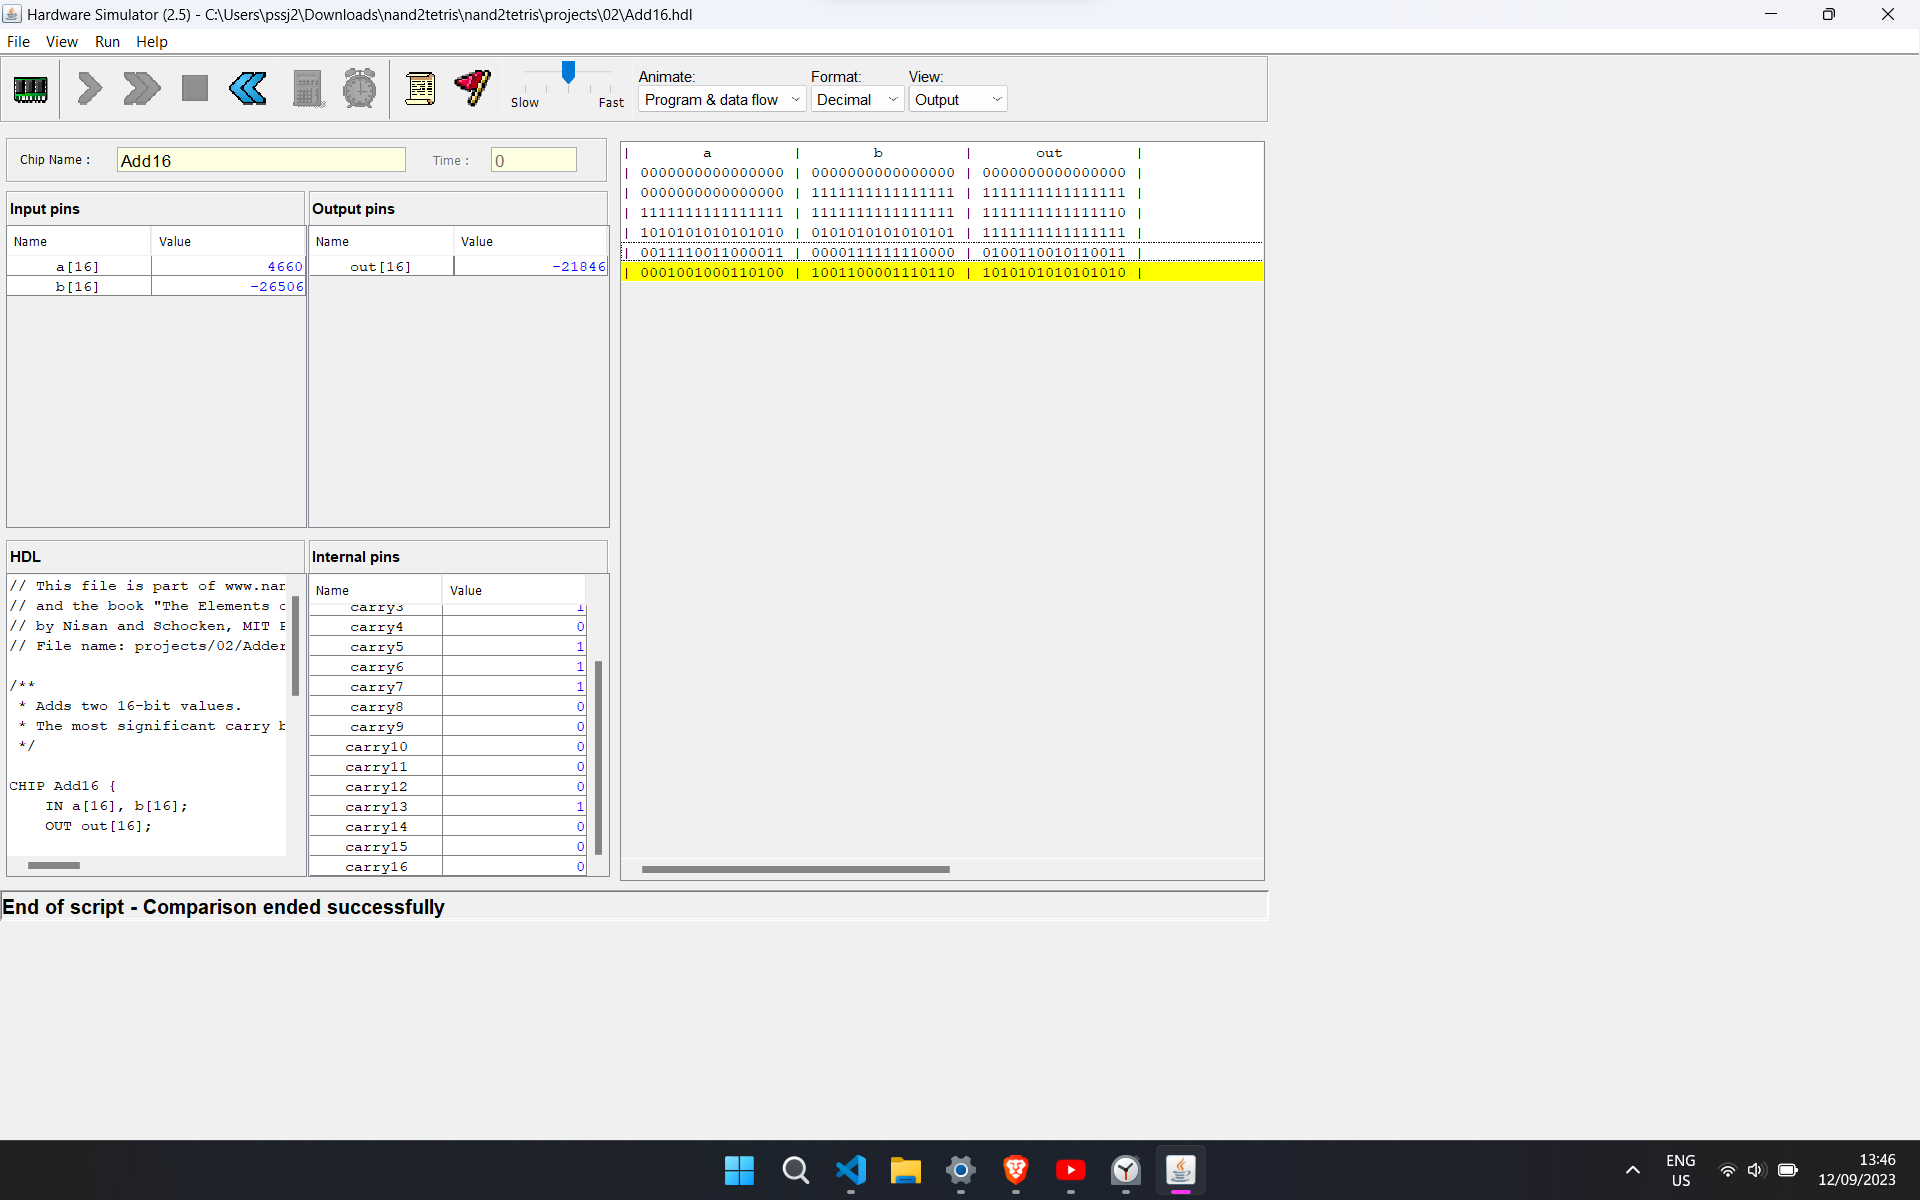 Hardware Simulator (2.5) - C:\Users\pssj2\Downloads\nand2tetris\nand2tetris\projects\02\Add16.hdl
File View Run Help
Slow Fast
Animate: Format: View:
Program & data flow Decimal Output
Chip Name : Add16 Time : 0
Input pins
Name Value
a[16] 4660
b[16] -26506
Output pins
Name Value
out[16] -21846
HDL
// This file is part of www.nan
// and the book "The Elements o
// by Nisan and Schocken, MIT P
// File name: projects/02/Adder
/**
* Adds two 16-bit values.
* The most significant carry b
*/
CHIP Add16 {
IN a[16], b[16];
OUT out[16];
Internal pins
Name Value
carry3 1
carry4 0
carry5 1
carry6 1
carry7 1
carry8 0
carry9 0
carry10 0
carry11 0
carry12 0
carry13 1
carry14 0
carry15 0
carry16 0
| a | b | out |
| 0000000000000000 | 0000000000000000 | 0000000000000000 |
| 0000000000000000 | 1111111111111111 | 1111111111111111 |
| 1111111111111111 | 1111111111111111 | 1111111111111110 |
| 1010101010101010 | 0101010101010101 | 1111111111111111 |
| 0011110011000011 | 0000111111110000 | 0100110010110011 |
| 0001001000110100 | 1001100001110110 | 1010101010101010 |
End of script - Comparison ended successfully
ENG
US
13:46
12/09/2023